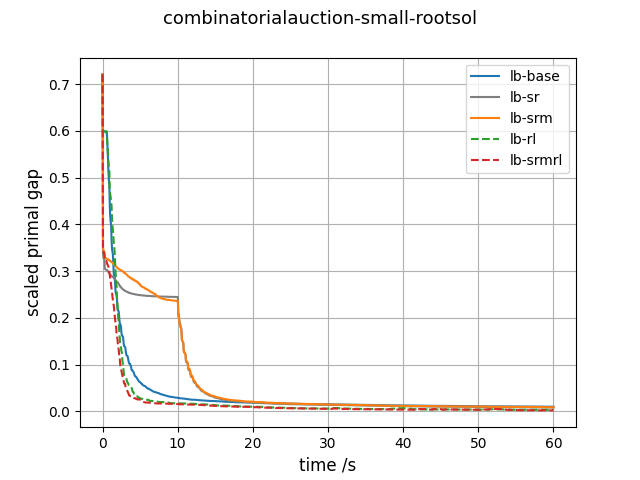 combinatorialauction-small-rootsol
scaled primal gap
0.7
0.6
0.5
0.4
0.3
0.2
0.1
0.0
lb-base
lb-sr
lb-srm
lb-rl
lb-srmrl
0 10 20 30 40 50 60
time /s